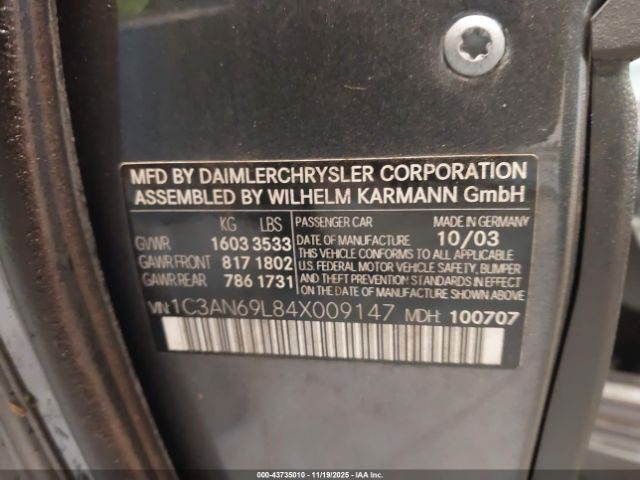 MFD BY DAIMLERCHRYSLER CORPORATION
ASSEMBLED BY WILHELM KARMANN GmbH
KG LBS
GVWR 1603 3533
GAWR FRONT 817 1802
GAWR REAR 786 1731
PASSENGER CAR MADE IN GERMANY
DATE OF MANUFACTURE 10/03
THIS VEHICLE CONFORMS TO ALL APPLICABLE
U.S. FEDERAL MOTOR VEHICLE SAFETY, BUMPER,
AND THEFT PREVENTION STANDARDS IN EFFECT
ON THE DATE OF MANUFACTURE SHOWN ABOVE.
VIN: 1C3AN69L84X009147 MDH: 100707
000-43735010 - 11/19/2025 - IAA Inc.